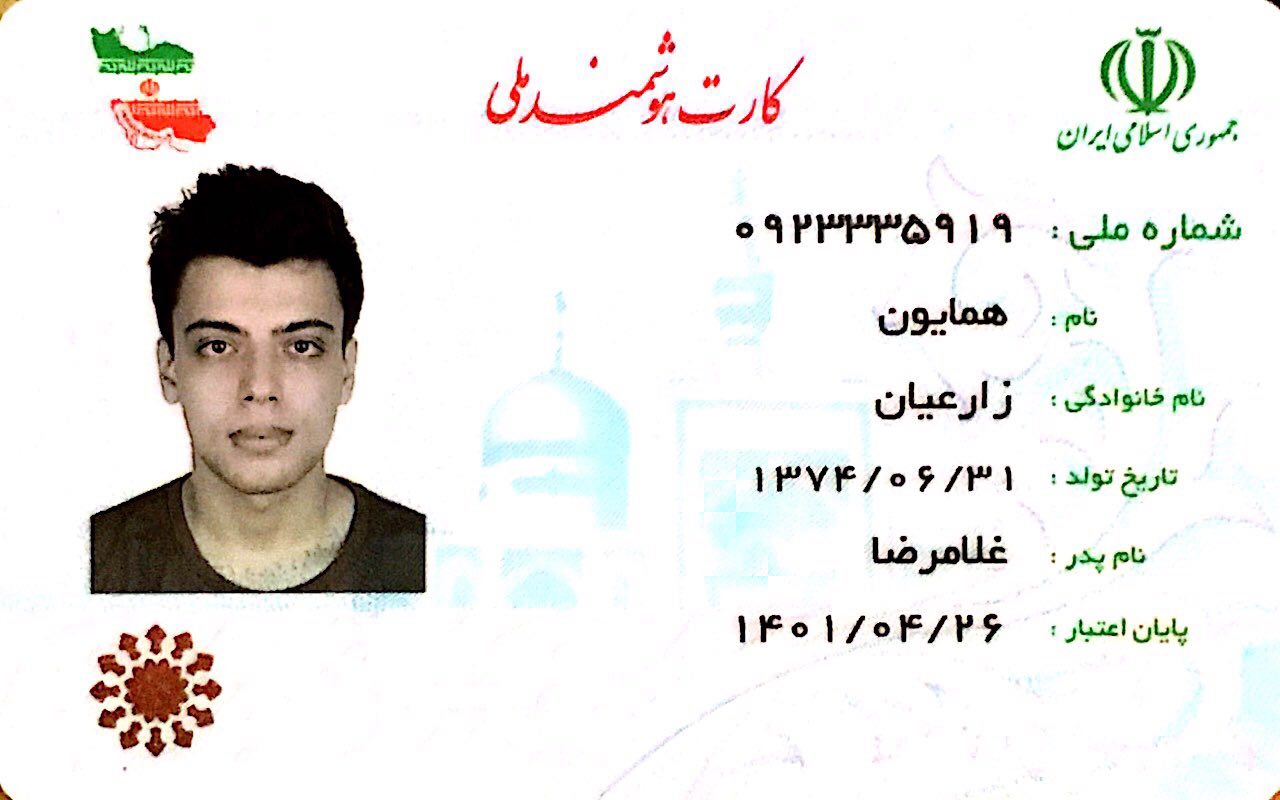 کارت هوشمند ملی
جمهوری اسلامی ایران
شماره ملی : ۰۹۲۳۳۳۵۹۱۹
نام : همایون
نام خانوادگی : زارعیان
تاریخ تولد : ۱۳۷۴/۰۶/۳۱
نام پدر : غلامرضا
پایان اعتبار : ۱۴۰۱/۰۴/۲۶